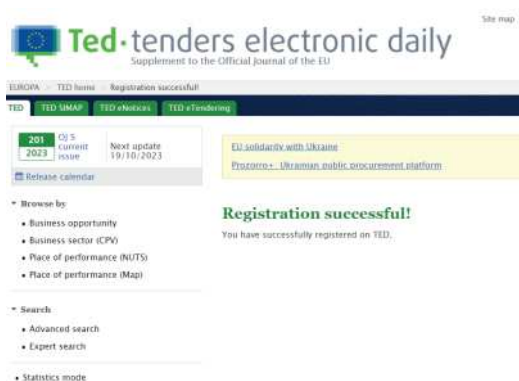 Site map
Ted·tenders electronic daily
Supplement to the Official Journal of the EU
EUROPA > TED home > Registration successful!
TED TED SIMAP TED eNotices TED eTendering
201
2023
OJ S
current
issue
Next update
19/10/2023
Release calendar
Browse by
Business opportunity
Business sector (CPV)
Place of performance (NUTS)
Place of performance (Map)
Search
Advanced search
Expert search
Statistics mode
EU solidarity with Ukraine
Prozorro+ Ukrainian public procurement platform
Registration successful!
You have successfully registered on TED.